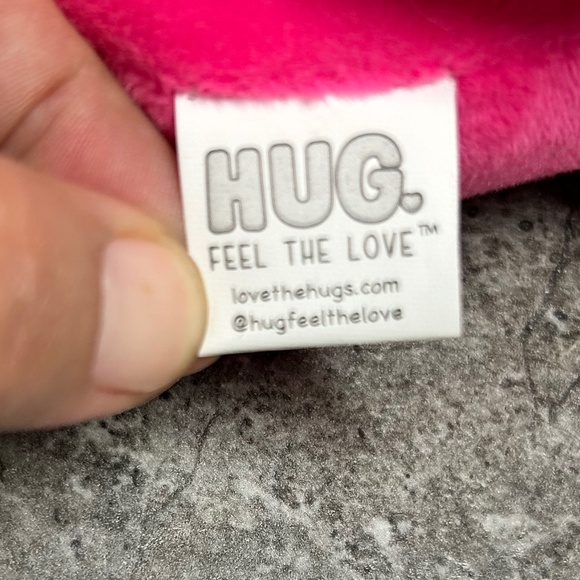 HUG.
FEEL THE LOVE™
lovethehugs.com
@hugfeelthelove